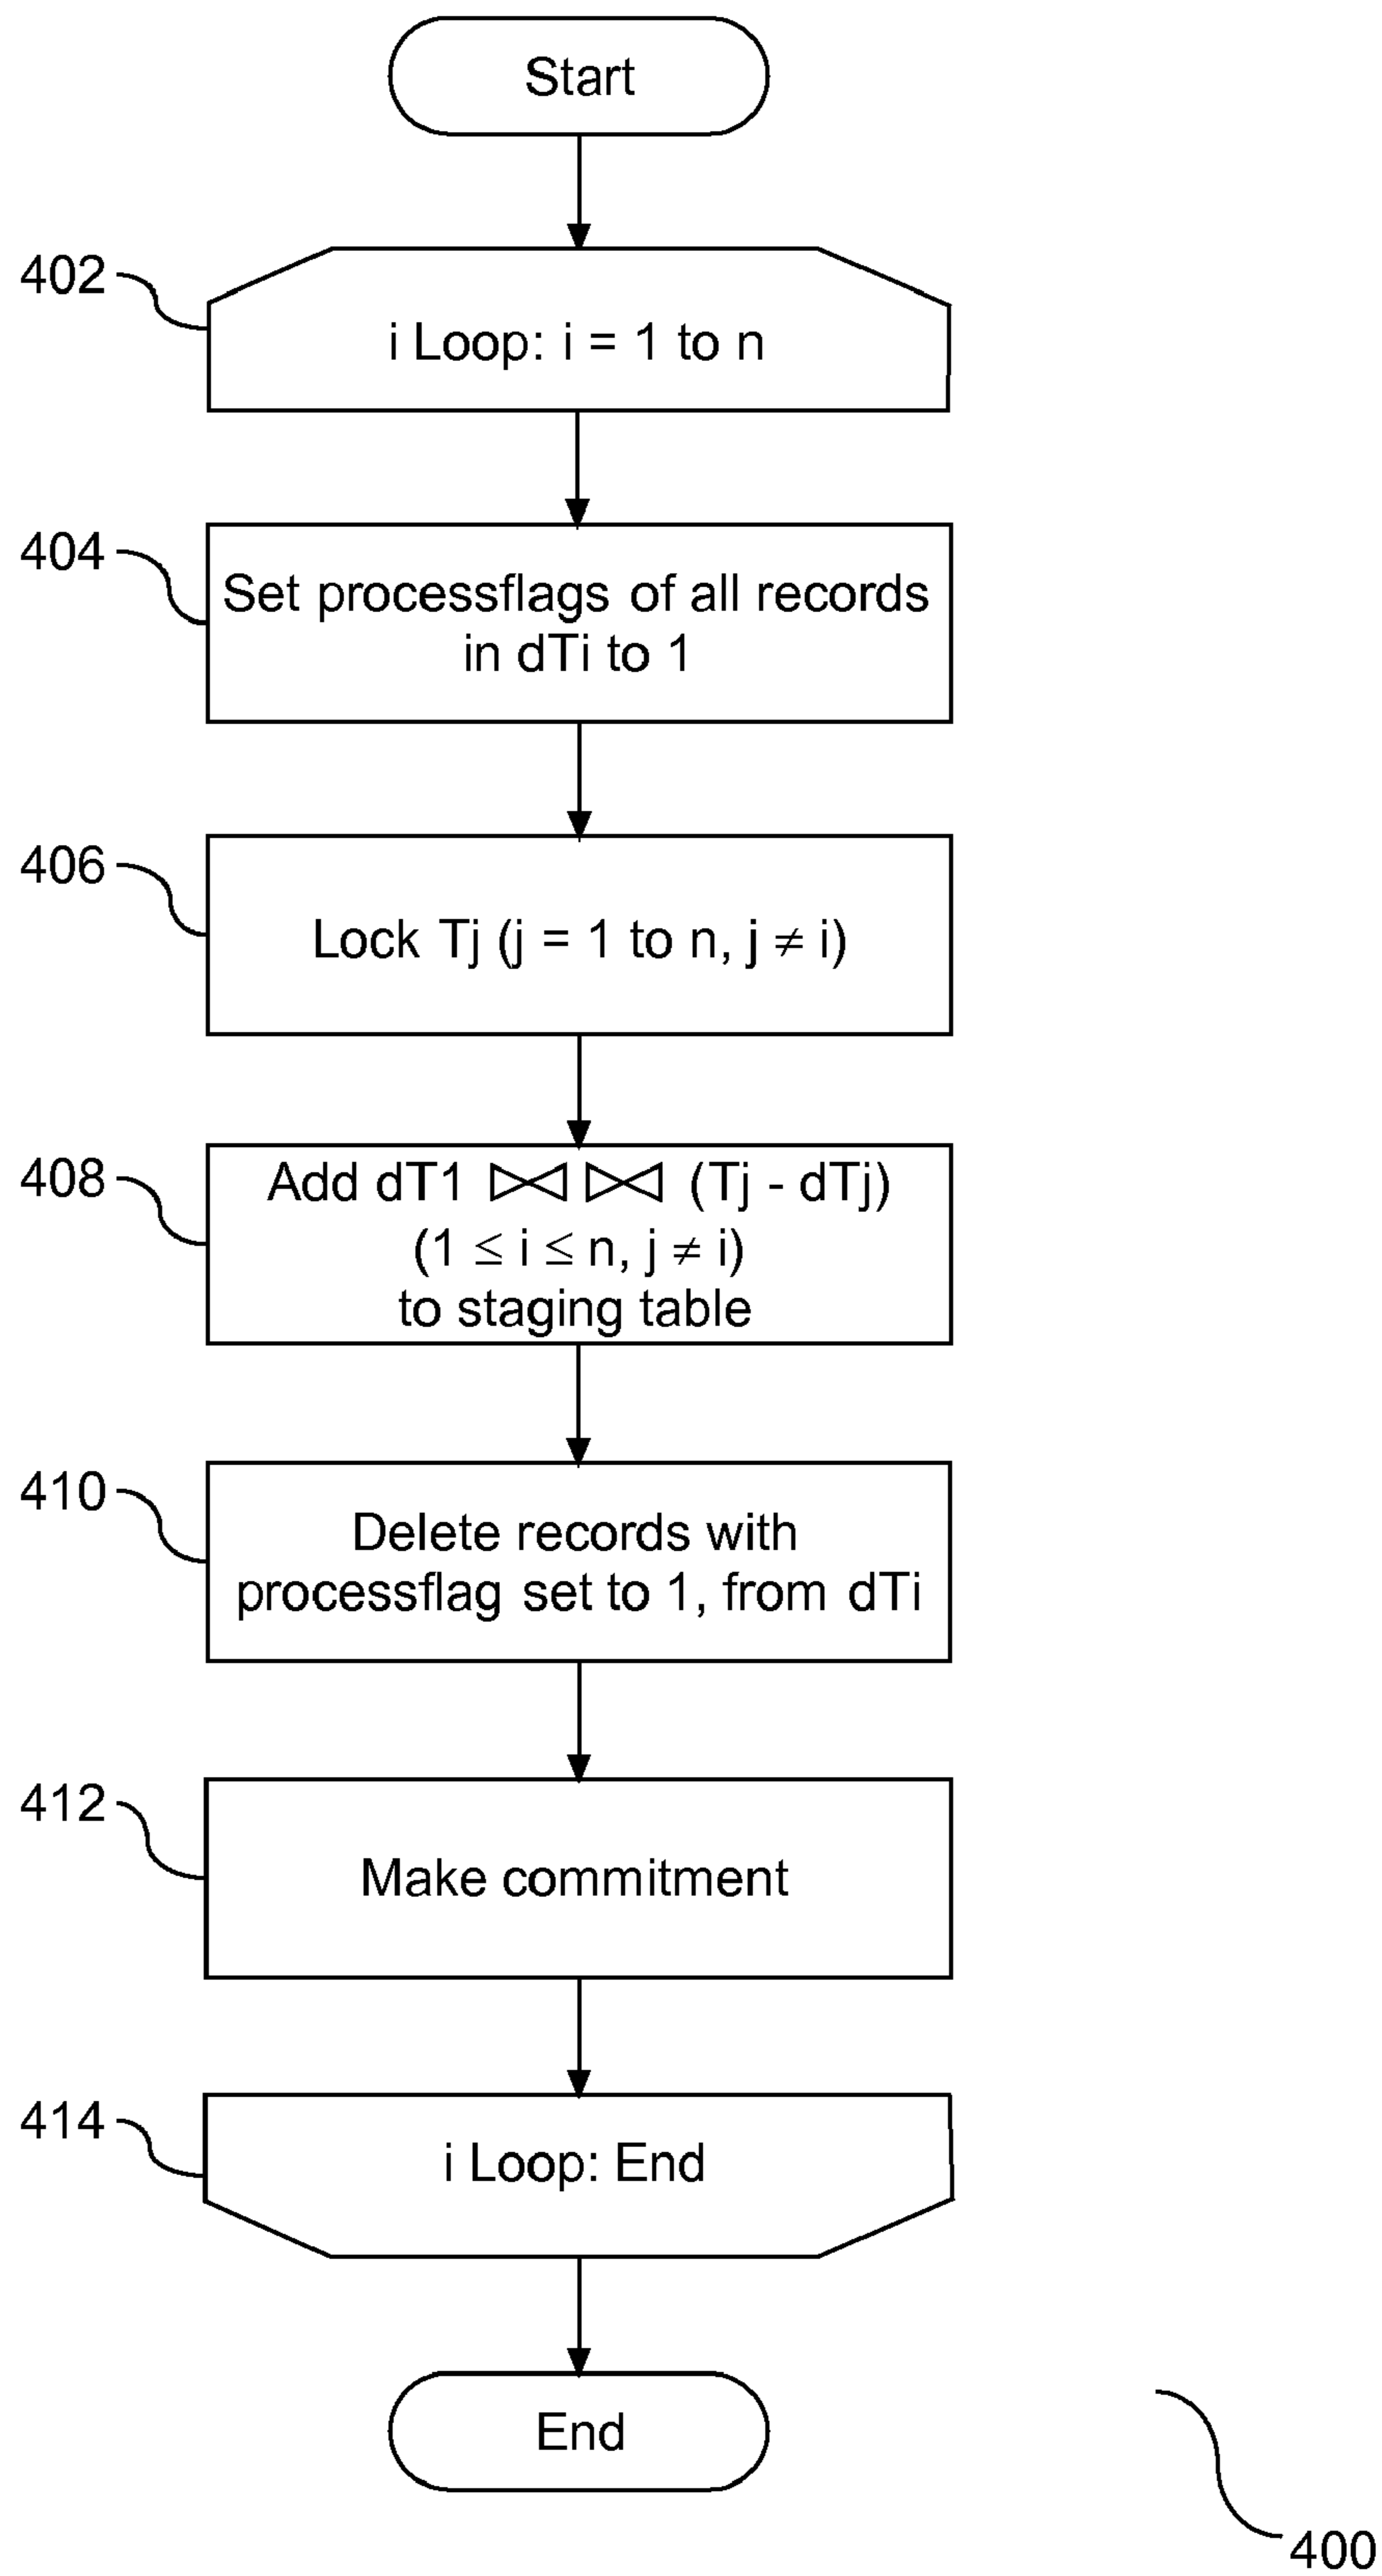 Start
402
i Loop: i = 1 to n
404
Set processflags of all records
in dTi to 1
406
Lock Tj (j = 1 to n, j ≠ i)
408
Add dT1 ⋈ ⋈ (Tj - dTj)
(1 ≤ i ≤ n, j ≠ i)
to staging table
410
Delete records with
processflag set to 1, from dTi
412
Make commitment
414
i Loop: End
End
400